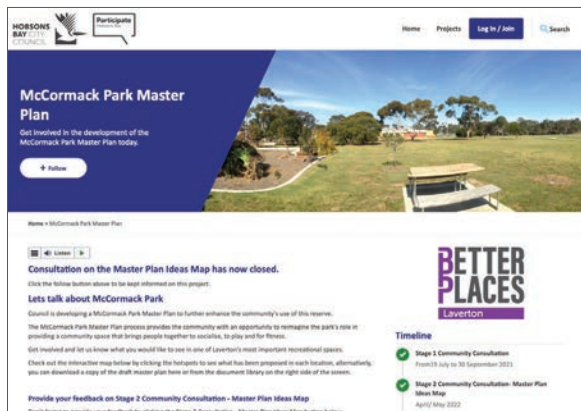 HOBSONS
BAY CITY
COUNCIL
Participate
Home
Projects
Log In / Join
Search
McCormack Park Master
Plan
Get involved in the development of the
McCormack Park Master Plan today.
+ Follow
Home » McCormack Park Master Plan
Listen
Consultation on the Master Plan Ideas Map has now closed.
Click the follow button above to be kept informed on this project.
Lets talk about McCormack Park
Council is developing a McCormack Park Master Plan to further enhance the community's use of this reserve.
The McCormack Park Master Plan process provides the community with an opportunity to reimagine the park's role in
providing a community space that brings people together to socialise, to play and for fitness.
Get involved and let us know what you would like to see in one of Laverton's most important recreational spaces.
Check out the interactive map below by clicking the hotspots to see what has been proposed in each location, alternatively,
you can download a copy of the draft master plan here or from the document library on the right side of the screen.
Provide your feedback on Stage 2 Community Consultation - Master Plan Ideas Map
BETTER
PLACES
Laverton
Timeline
Stage 1 Community Consultation
From19 July to 30 September 2021
Stage 2 Community Consultation- Master Plan
Ideas Map
April/ May 2022